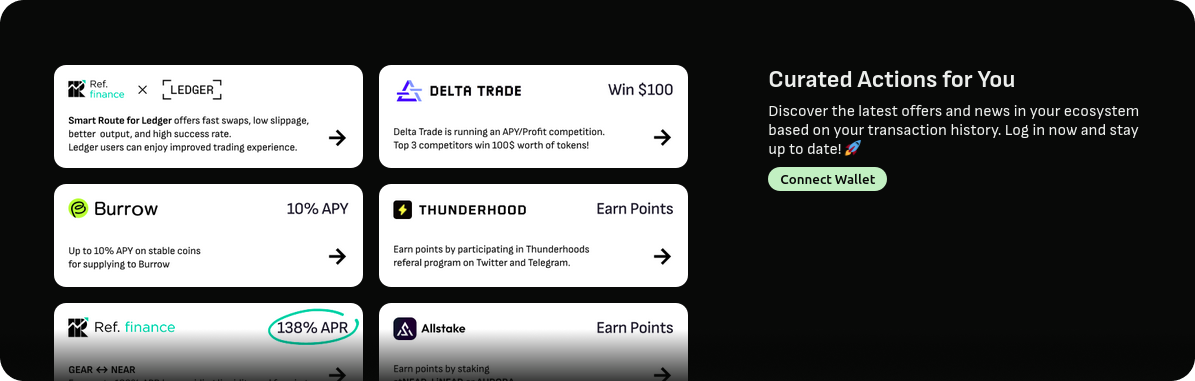 Ref.
finance
×
LEDGER
Smart Route for Ledger offers fast swaps, low slippage,
better output, and high success rate.
Ledger users can enjoy improved trading experience.
DELTA TRADE
Win $100
Delta Trade is running an APY/Profit competition.
Top 3 competitors win 100$ worth of tokens!
Burrow
10% APY
Up to 10% APY on stable coins
for supplying to Burrow
THUNDERHOOD
Earn Points
Earn points by participating in Thunderhoods
referal program on Twitter and Telegram.
Ref. finance
138% APR
GEAR <-> NEAR
Allstake
Earn Points
Earn points by staking
Curated Actions for You
Discover the latest offers and news in your ecosystem
based on your transaction history. Log in now and stay
up to date! 🚀
Connect Wallet